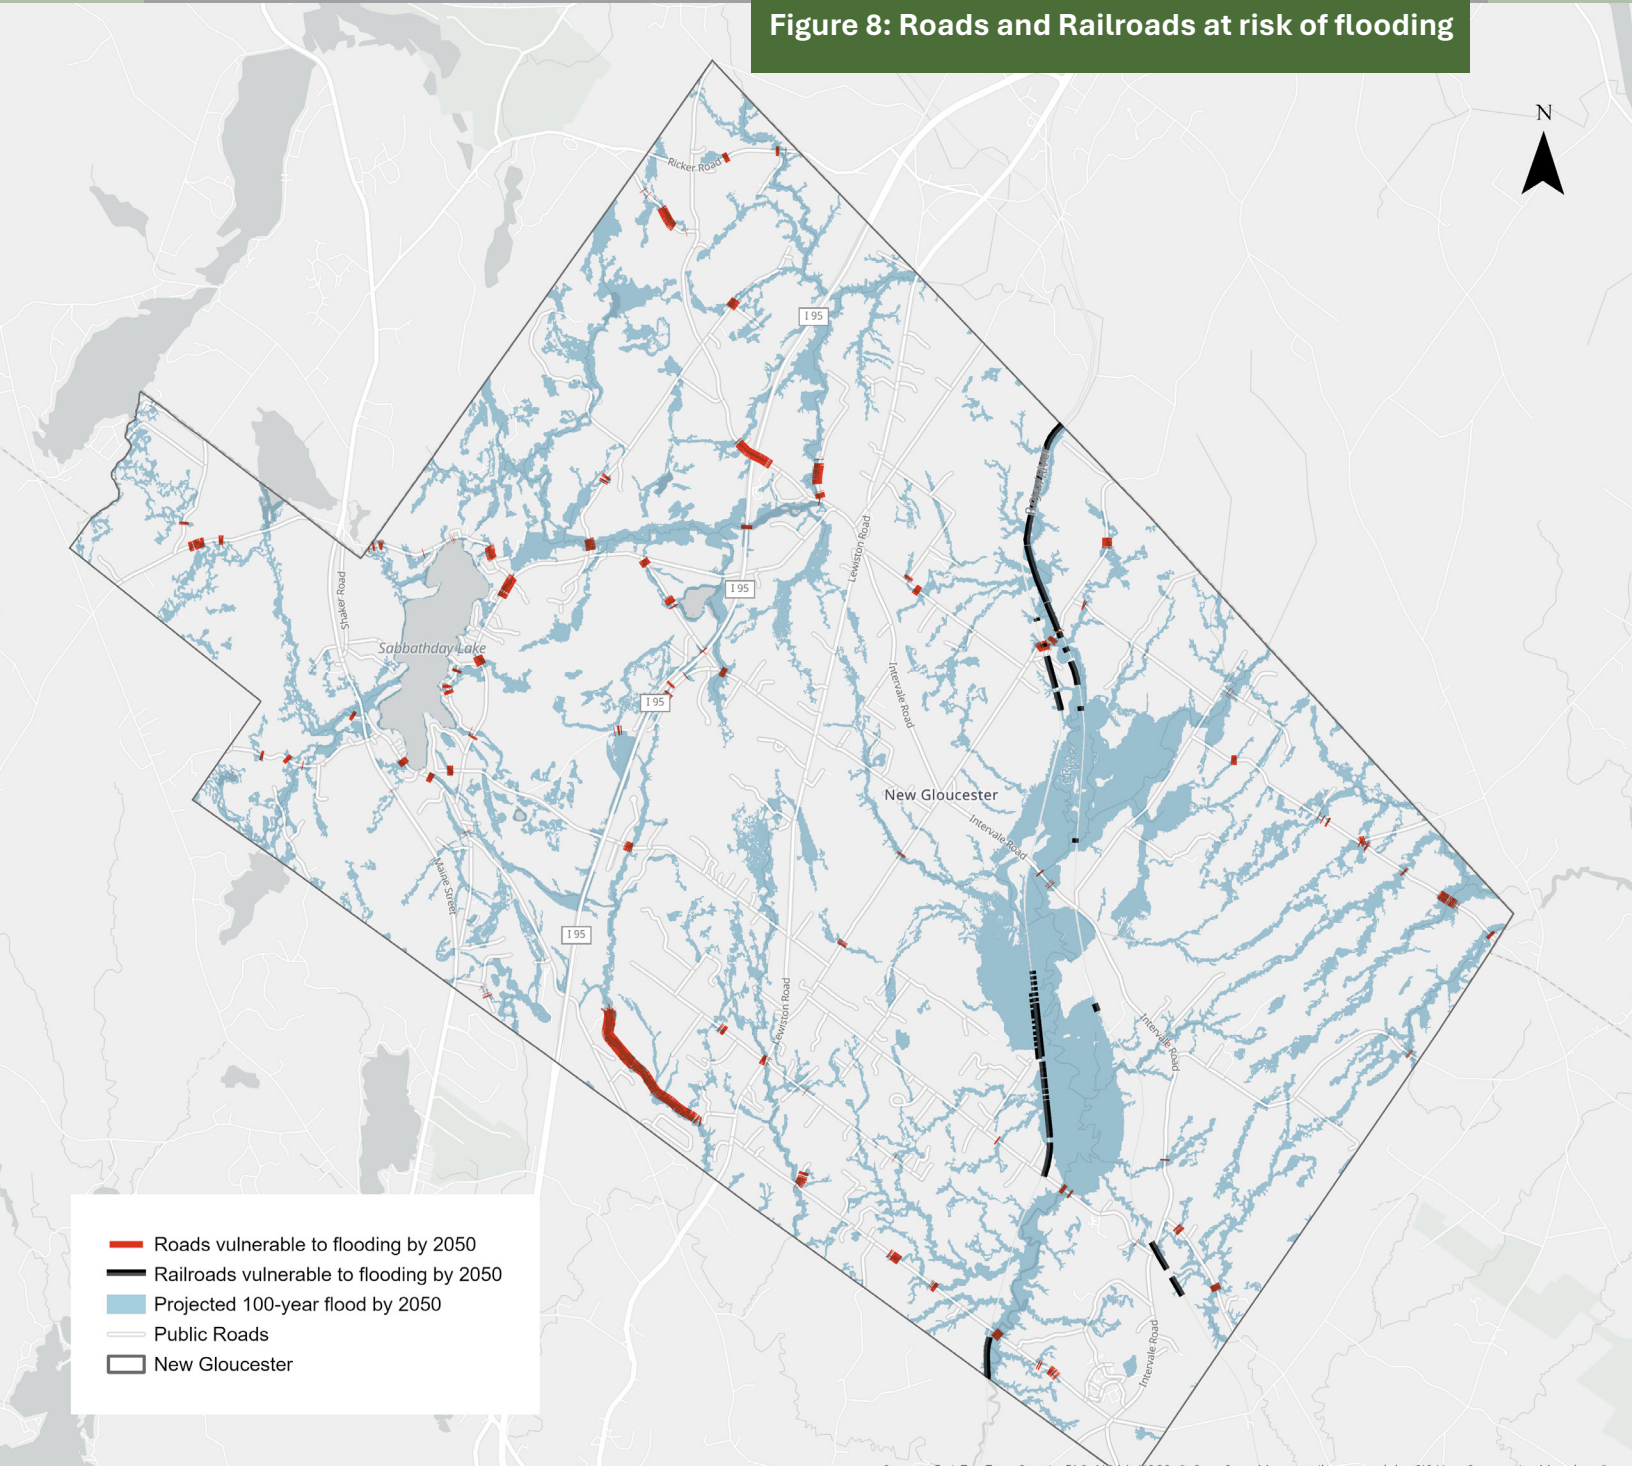 Figure 8: Roads and Railroads at risk of flooding
N
Ricker Road
I 95
Lewiston Road
I 95
Shaker Road
Sabbathday Lake
Intervale Road
I 95
New Gloucester
Intervale Road
Maine Street
I 95
Lewiston Road
Intervale Road
Intervale Road
Roads vulnerable to flooding by 2050
Railroads vulnerable to flooding by 2050
Projected 100-year flood by 2050
Public Roads
New Gloucester